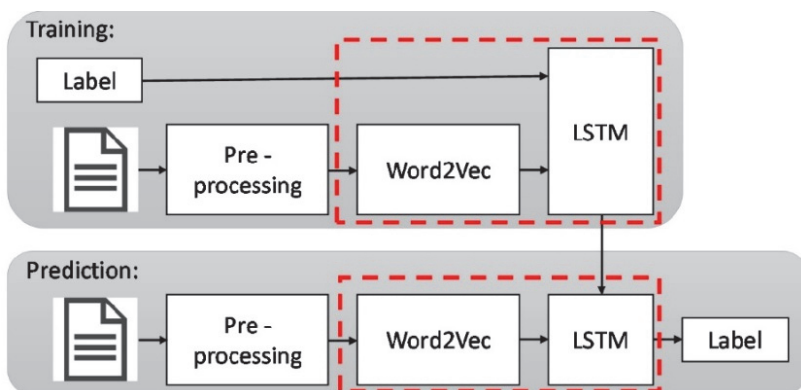 Training:
Label
Pre -
processing
Word2Vec
LSTM
Prediction:
Pre -
processing
Word2Vec
LSTM
Label